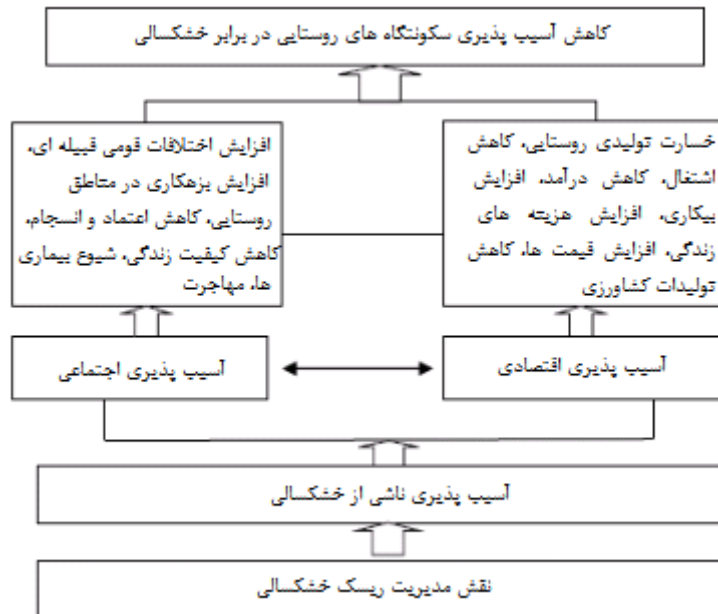 کاهش آسیب پذیری سکونتگاه های روستایی در برابر خشکسالی
خسارت تولیدی روستایی، کاهش
اشتغال، کاهش درآمد، افزایش
بیکاری، افزایش هزیته های
زندگی، افزایش قیمت ها، کاهش
تولیدات کشاورزی
افزایش اختلافات قومی قبیله ای،
افزایش بزهکاری در متاطق
روستایی، کاهش اعتماد و انسجام،
کاهش کیفیت زندگی، شیوع بیماری
ها، مهاجرت
آسیب پذیری اقتصادی
آسیب پذیری اجتماعی
آسیب پذیری ناشی از خشکسالی
نقش مدیریت ریسک خشکسالی